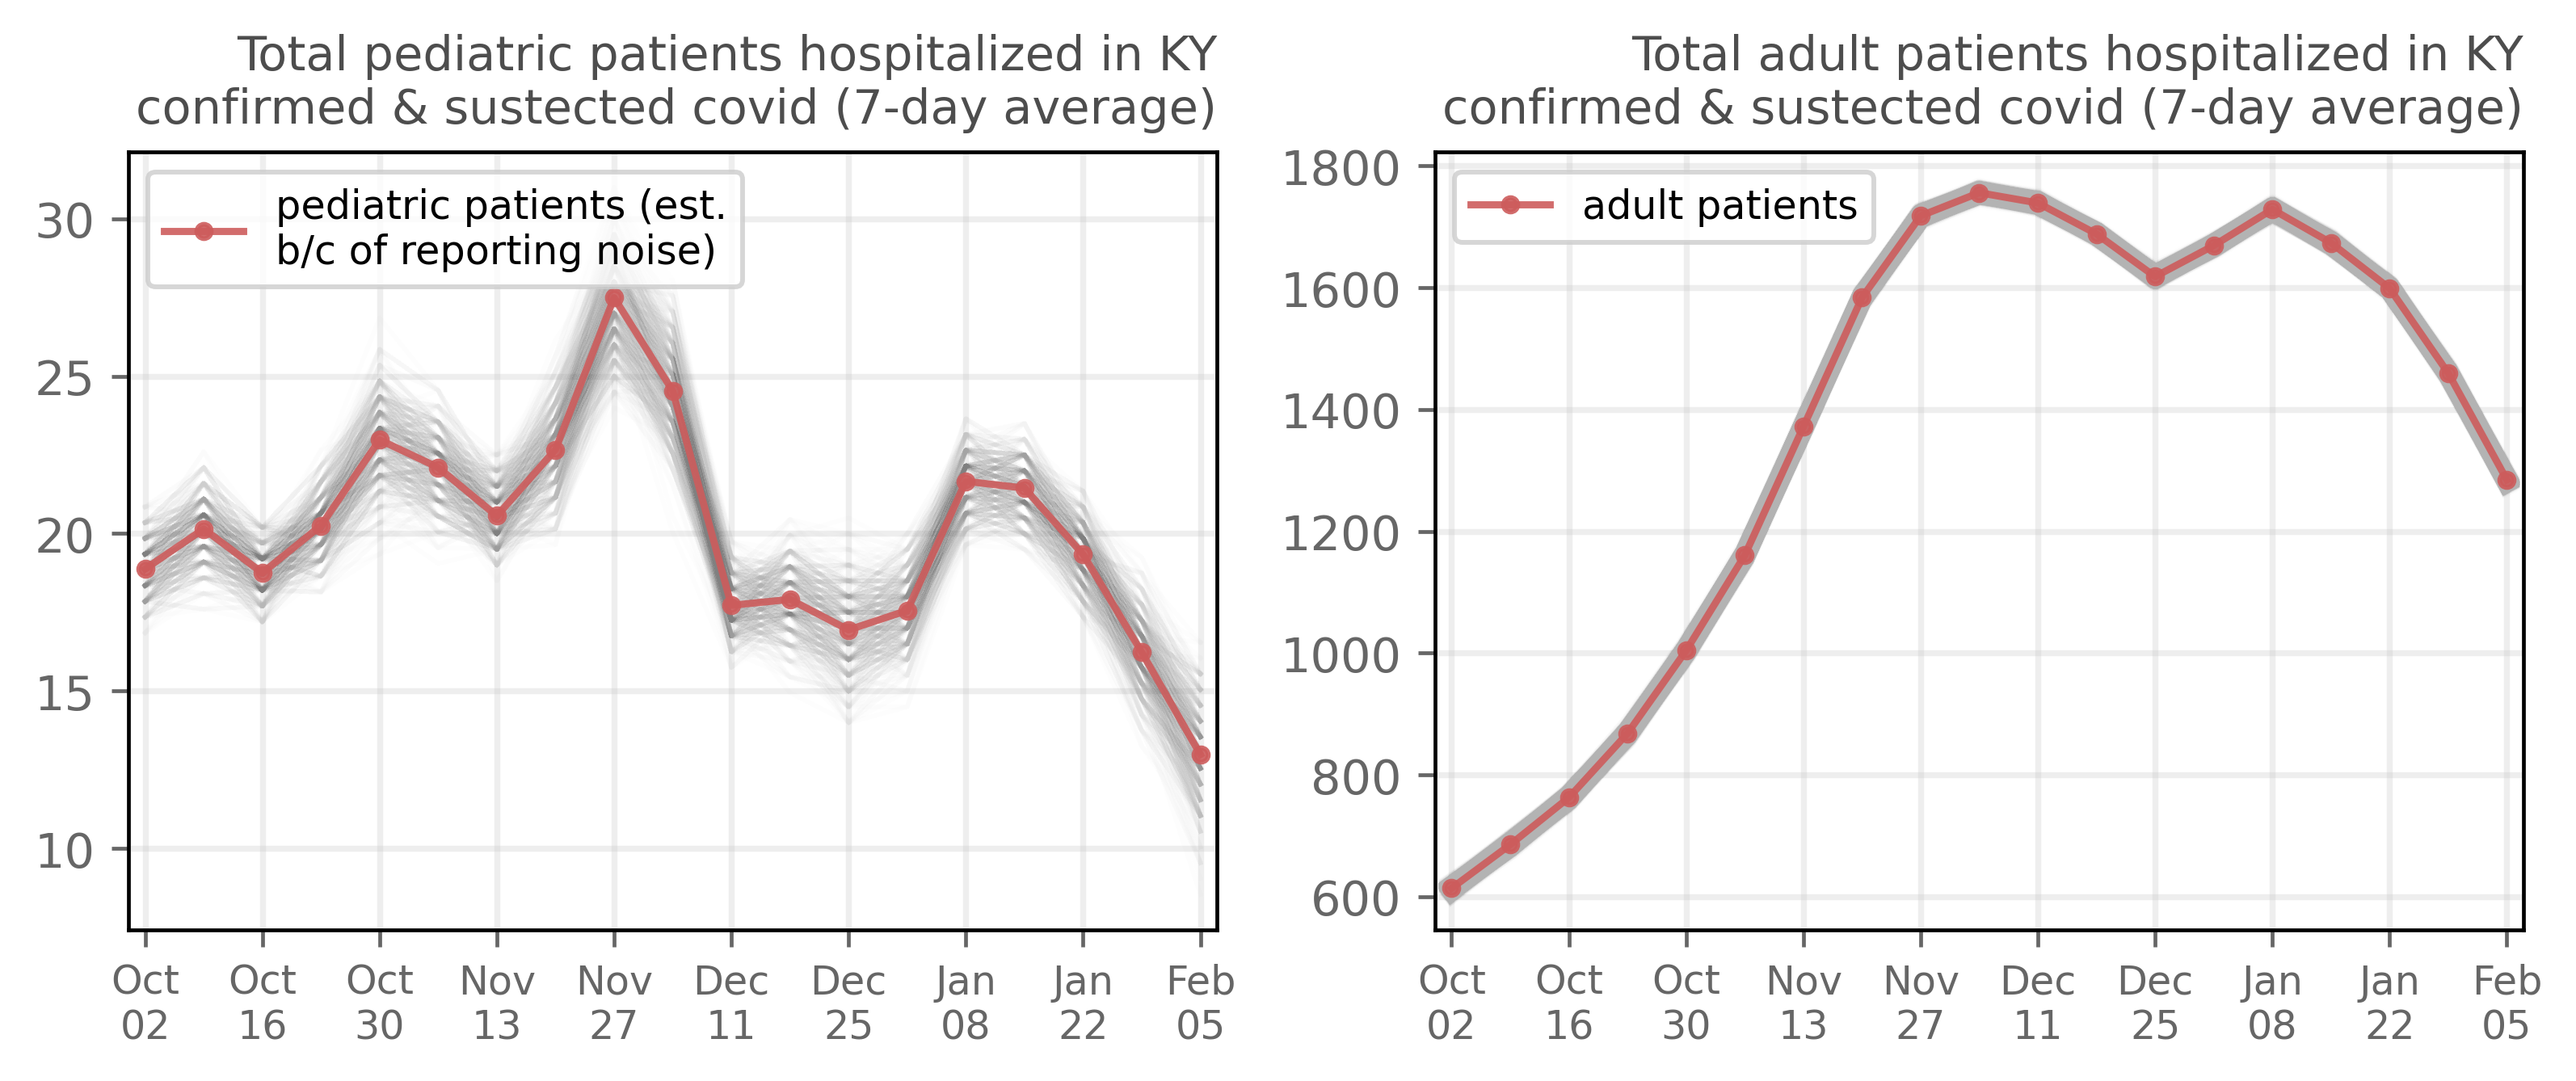 Total pediatric patients hospitalized in KY
confirmed & sustected covid (7-day average)
pediatric patients (est.
b/c of reporting noise)
30
25
20
15
10
Oct Oct Oct Nov Nov Dec Dec Jan Jan Feb
02 16 30 13 27 11 25 08 22 05
Total adult patients hospitalized in KY
confirmed & sustected covid (7-day average)
adult patients
1800
1600
1400
1200
1000
800
600
Oct Oct Oct Nov Nov Dec Dec Jan Jan Feb
02 16 30 13 27 11 25 08 22 05